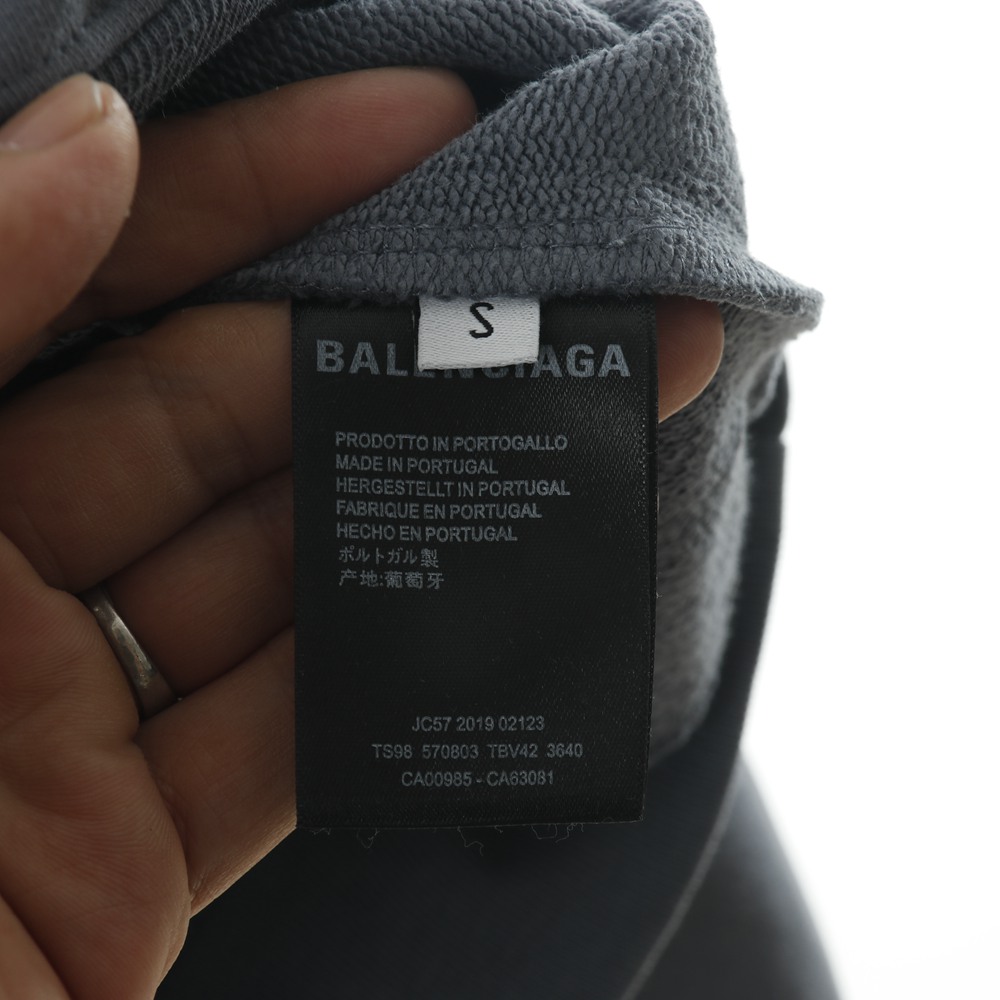 S
BALENCIAGA
PRODOTTO IN PORTOGALLO
MADE IN PORTUGAL
HERGESTELLT IN PORTUGAL
FABRIQUE EN PORTUGAL
HECHO EN PORTUGAL
ポルトガル製
产地:葡萄牙
JC57 2019 02123
TS98 570803 TBV42 3640
CA00985 - CA63081